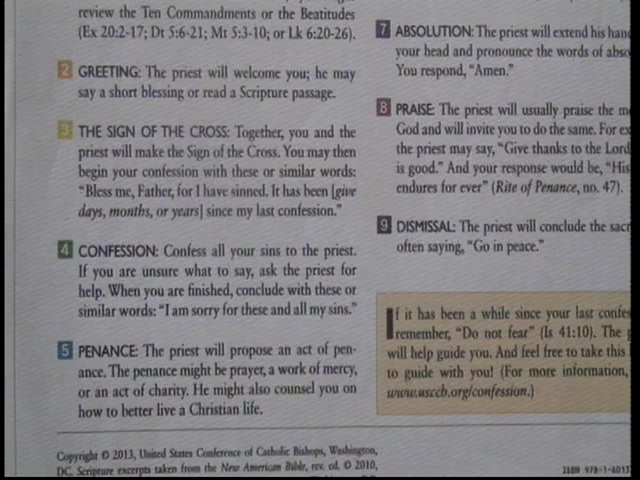 review the Ten Commandments or the Beatitudes
(Ex 20:2-17; Dt 5:6-21; Mt 5:3-10; or Lk 6:20-26).
2 GREETING: The priest will welcome you; he may
say a short blessing or read a Scripture passage.
3 THE SIGN OF THE CROSS: Together, you and the
priest will make the Sign of the Cross. You may then
begin your confession with these or similar words:
“Bless me, Father, for I have sinned. It has been [give
days, months, or years] since my last confession.”
4 CONFESSION: Confess all your sins to the priest.
If you are unsure what to say, ask the priest for
help. When you are finished, conclude with these or
similar words: “I am sorry for these and all my sins.”
5 PENANCE: The priest will propose an act of pen-
ance. The penance might be prayer, a work of mercy,
or an act of charity. He might also counsel you on
how to better live a Christian life.
7 ABSOLUTION: The priest will extend his
your head and pronounce the words of
You respond, “Amen.”
8 PRAISE: The priest will usually praise the
God and will invite you to do the same. For
the priest may say, “Give thanks to the Lord
is good.” And your response would be, “His
endures for ever” (Rite of Penance, no. 47).
9 DISMISSAL: The priest will conclude the
often saying, “Go in peace.”
If it has been a while since your last
remember, “Do not fear” (Is 41:10). The
will help guide you. And feel free to take this
to guide with you! (For more information,
www.usccb.org/confession.)
Copyright © 2013, United States Conference of Catholic Bishops, Washington,
DC. Scripture excerpts taken from the New American Bible, rev. ed. © 2010,
ISBN 978-1-6013